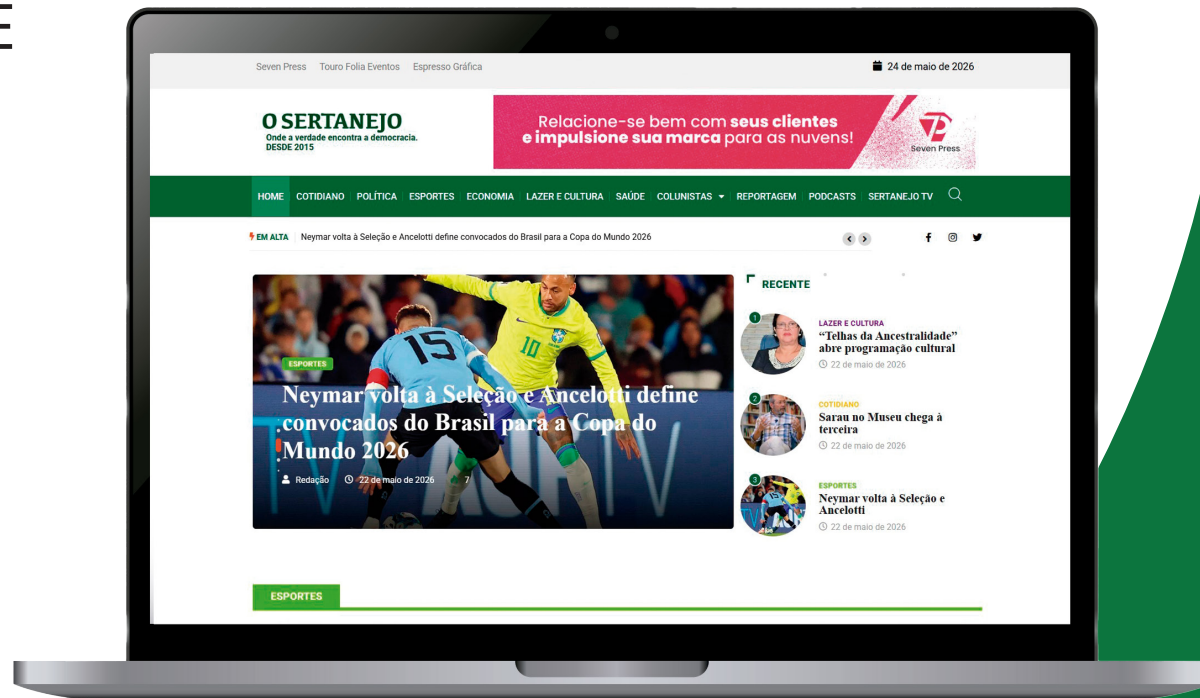 E
Seven Press Touro Folia Eventos Espresso Gráfica
24 de maio de 2026
O SERTANEJO
Onde a verdade encontra a democracia.
DESDE 2015
Relacione-se bem com seus clientes
e impulsione sua marca para as nuvens!
Seven Press
HOME COTIDIANO POLÍTICA ESPORTES ECONOMIA LAZER E CULTURA SAÚDE COLUNISTAS REPORTAGEM PODCASTS SERTANEJO TV
EM ALTA Neymar volta à Seleção e Ancelotti define convocados do Brasil para a Copa do Mundo 2026
15
10
ESPORTES
Neymar volta à Seleção e Ancelotti define
convocados do Brasil para a Copa do
Mundo 2026
Redação 22 de maio de 2026 7
RECENTE
1
LAZER E CULTURA
“Telhas da Ancestralidade”
abre programação cultural
22 de maio de 2026
2
COTIDIANO
Sarau no Museu chega à
terceira
22 de maio de 2026
3
ESPORTES
Neymar volta à Seleção e
Ancelotti
22 de maio de 2026
ESPORTES